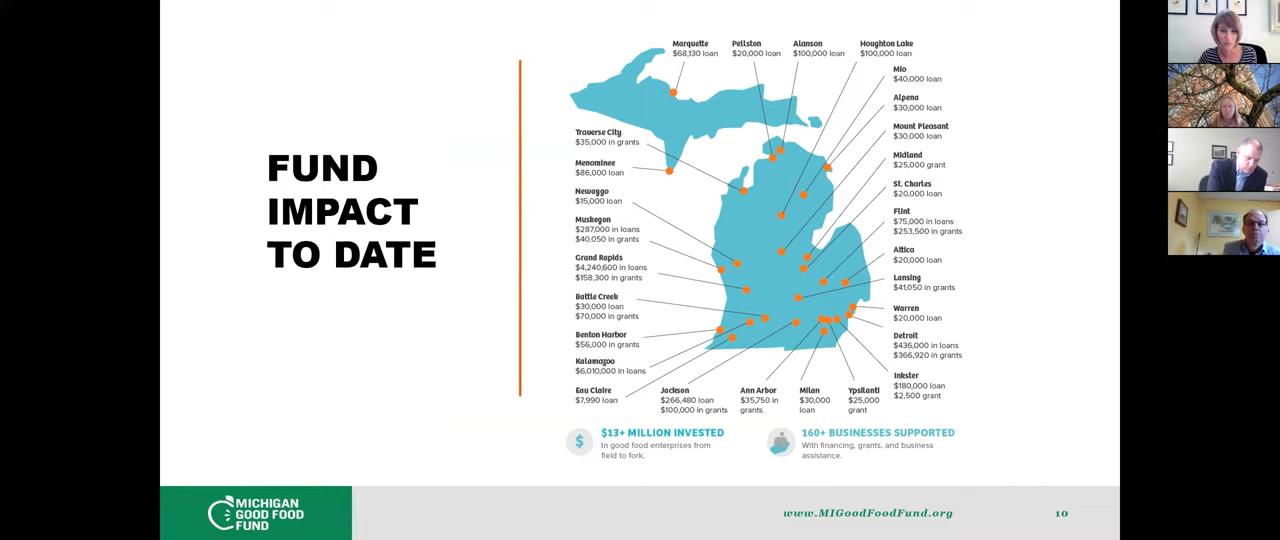 FUND
IMPACT
TO DATE
Marquette
$68,130 loan
Pellston
$20,000 loan
Alanson
$100,000 loan
Houghton Lake
$100,000 loan
Mio
$40,000 loan
Alpena
$30,000 loan
Mount Pleasant
$30,000 loan
Midland
$25,000 grant
St. Charles
$20,000 loan
Flint
$75,000 in loans
$253,500 in grants
Attica
$20,000 loan
Lansing
$41,050 in grants
Warren
$20,000 loan
Detroit
$436,000 in loans
$366,920 in grants
Inkster
$180,000 loan
$2,500 grant
Traverse City
$35,000 in grants
Menominee
$86,000 loan
Newaygo
$15,000 loan
Muskegon
$287,000 in loans
$40,050 in grants
Grand Rapids
$4,240,600 in loans
$158,300 in grants
Battle Creek
$30,000 loan
$70,000 in grants
Benton Harbor
$56,000 in grants
Kalamazoo
$6,010,000 in loans
Eau Claire
$7,990 loan
Jackson
$266,480 loan
$100,000 in grants
Ann Arbor
$35,750 in
grants
Milan
$30,000
loan
Ypsilanti
$25,000
grant
$
$13+ MILLION INVESTED
In good food enterprises from
field to fork.
160+ BUSINESSES SUPPORTED
With financing, grants, and business
assistance.
MICHIGAN
GOOD FOOD
FUND
www.MIGoodFoodFund.org
10